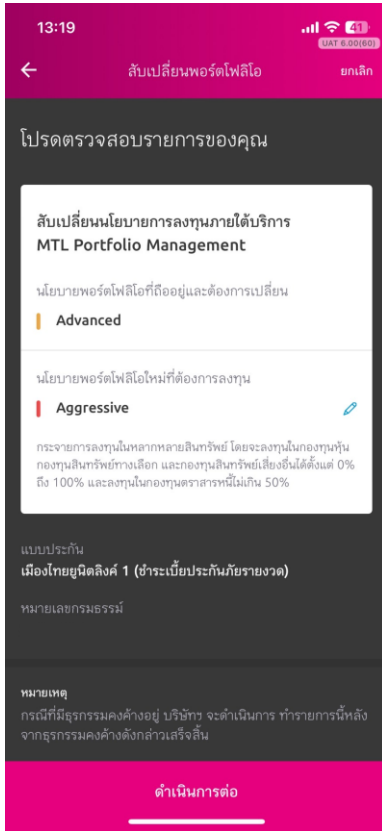 13:19
41
UAT 6.00(60)
สับเปลี่ยนพอร์ตโฟลิโอ
ยกเลิก
โปรดตรวจสอบรายการของคุณ
สับเปลี่ยนนโยบายการลงทุนภายใต้บริการ
MTL Portfolio Management
นโยบายพอร์ตโฟลิโอที่ถืออยู่และต้องการเปลี่ยน
Advanced
นโยบายพอร์ตโฟลิโอใหม่ที่ต้องการลงทุน
Aggressive
กระจายการลงทุนในหลากหลายสินทรัพย์ โดยจะลงทุนในกองทุนหุ้น
กองทุนสินทรัพย์ทางเลือก และกองทุนสินทรัพย์เสี่ยงอื่นได้ตั้งแต่ 0%
ถึง 100% และลงทุนในกองทุนตราสารหนี้ไม่เกิน 50%
แบบประกัน
เมืองไทยยูนิตลิงค์ 1 (ชำระเบี้ยประกันภัยรายงวด)
หมายเลขกรมธรรม์
หมายเหตุ
กรณีที่มีธุรกรรมคงค้างอยู่ บริษัทฯ จะดำเนินการ ทำรายการนี้หลัง
จากธุรกรรมคงค้างดังกล่าวเสร็จสิ้น
ดำเนินการต่อ